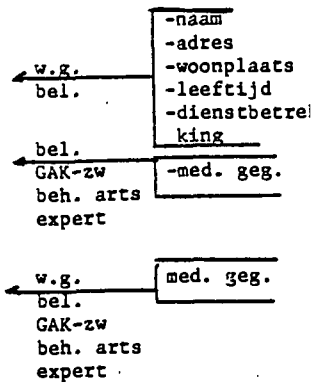 -naam
-adres
w.g. -woonplaats
bel. -leeftijd
-dienstbetre
king
bel.
GAK-zw -med. geg.
beh. arts
expert
w.g. med. geg.
bel.
GAK-zw
beh. arts
expert